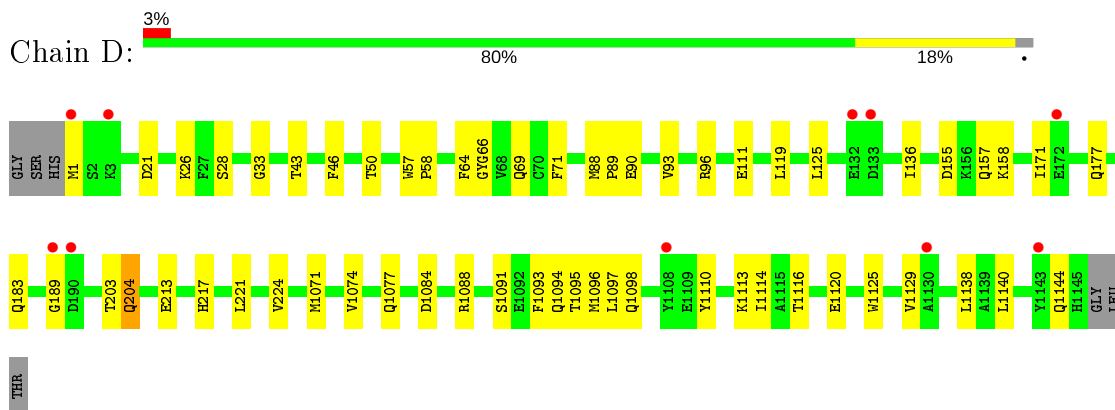 3%
Chain D:
80%
18%
GLY SER HIS M1 S2 K3 D21 K26 F27 S28 G33 T43 F46 T50 W57 P58 F64 GYG66 V68 Q69 G70 F71 M88 P89 E90 V93 R96 E111 L119 L125 E132 D133 I136 D155 K156 Q157 K158 I171 E172 Q177
Q183 G189 D190 T203 Q204 E213 H217 L221 V224 M1071 V1074 Q1077 D1084 R1088 S1091 E1092 F1093 Q1094 T1095 M1096 L1097 Q1098 Y1108 E1109 Y1110 K1113 I1114 A1115 T1116 E1120 W1125 V1129 A1130 L1138 A1139 L1140 Y1143 Q1144 H1145 GLY LEU
THR